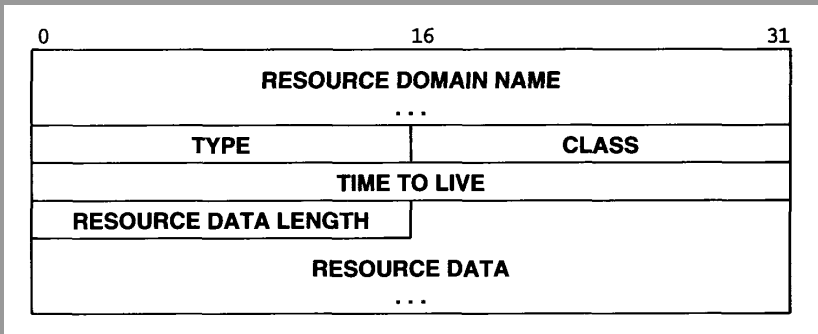 0 16 31
RESOURCE DOMAIN NAME
...
TYPE CLASS
TIME TO LIVE
RESOURCE DATA LENGTH
RESOURCE DATA
...